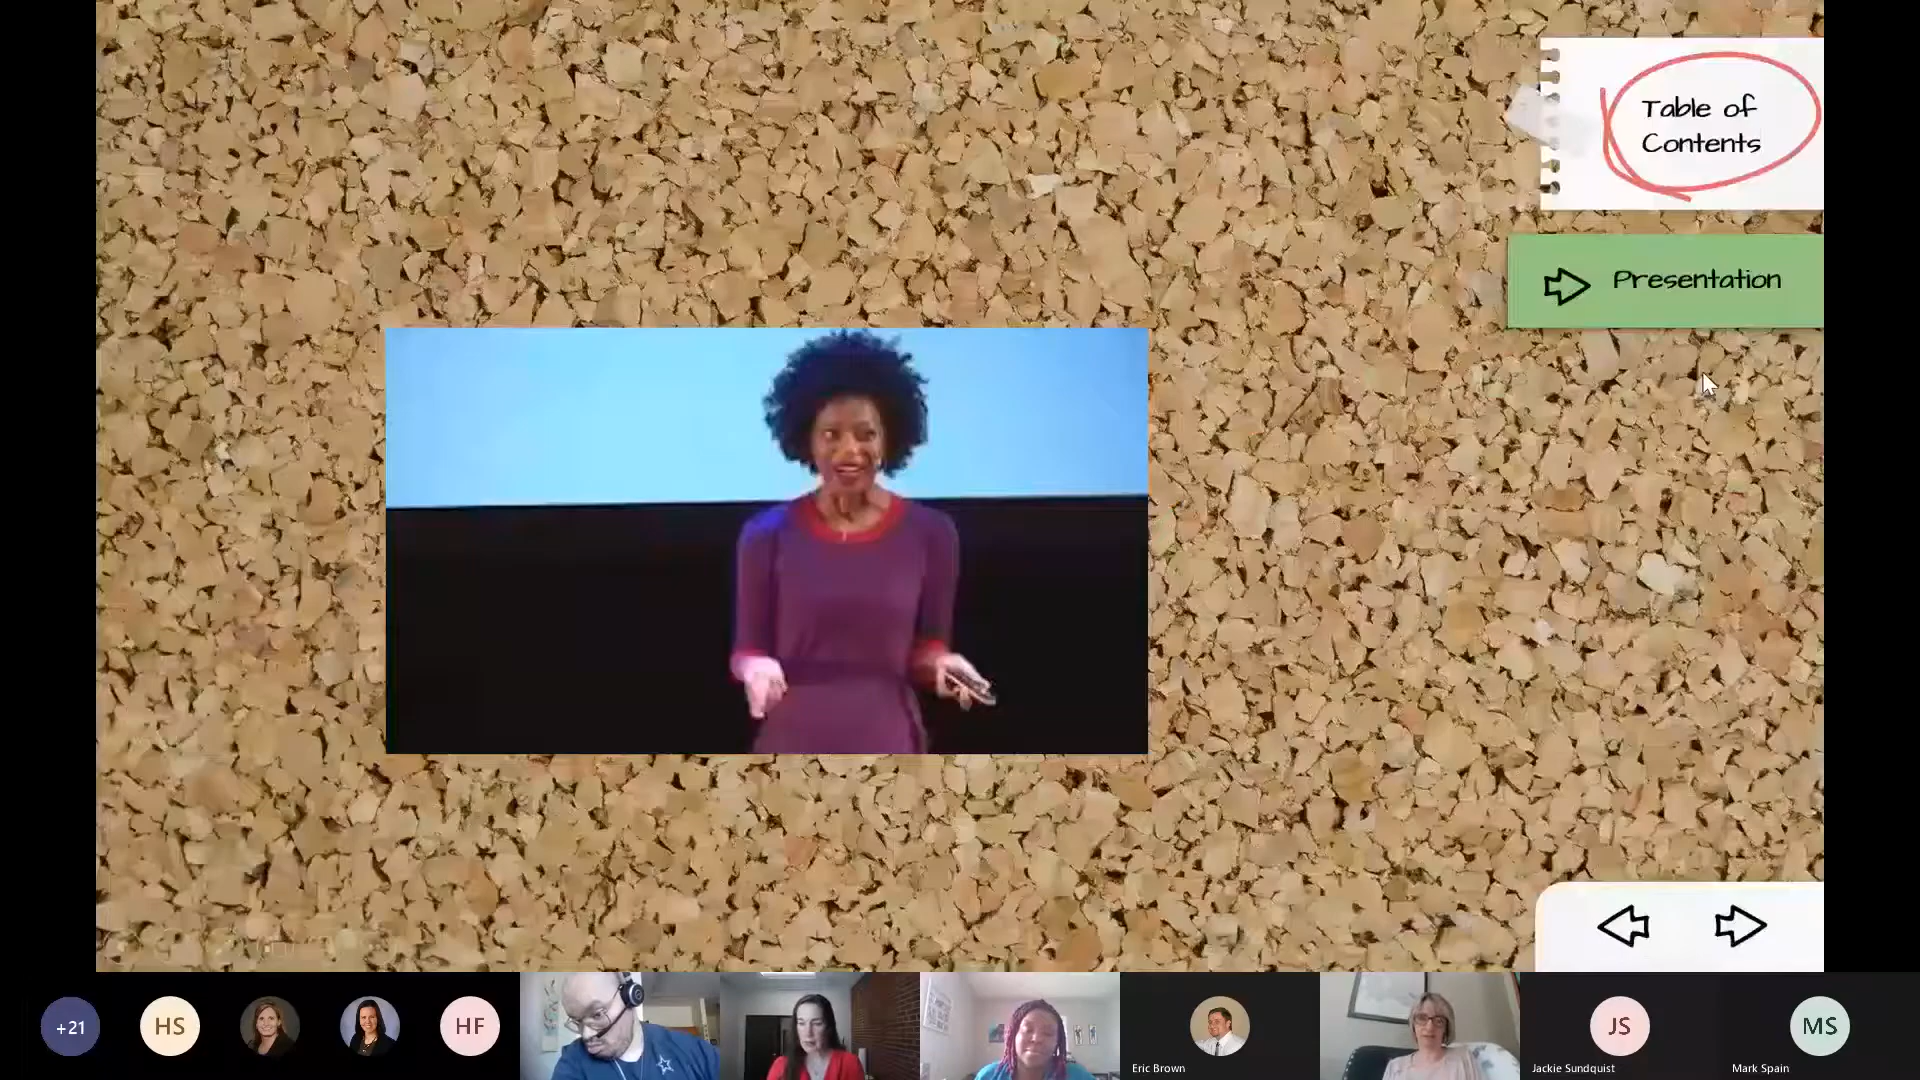 Table of
Contents
Presentation
+21
HS
HF
Eric Brown
JS
Jackie Sundquist
MS
Mark Spain